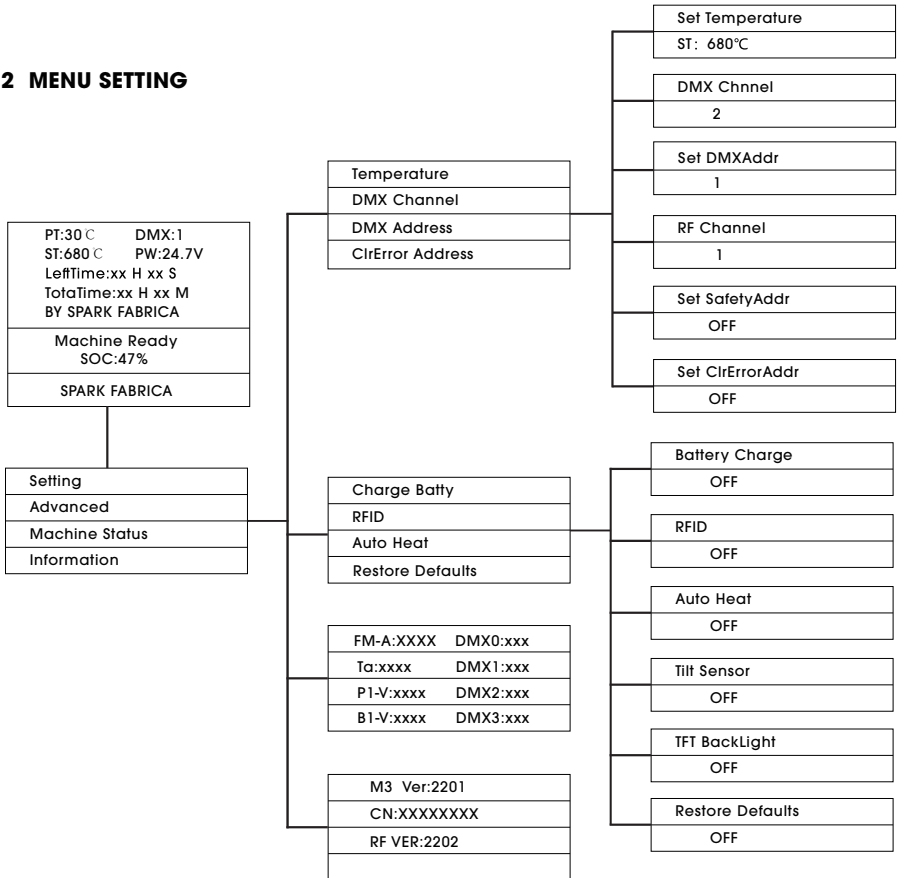 2 MENU SETTING
PT:30℃ DMX:1
ST:680℃ PW:24.7V
LeftTime:xx H xx S
TotaTime:xx H xx M
BY SPARK FABRICA
Machine Ready
SOC:47%
SPARK FABRICA
Setting
Advanced
Machine Status
Information
Temperature
DMX Channel
DMX Address
ClrError Address
Charge Batty
RFID
Auto Heat
Restore Defaults
FM-A:XXXX DMX0:xxx
Ta:xxxx DMX1:xxx
P1-V:xxxx DMX2:xxx
B1-V:xxxx DMX3:xxx
M3 Ver:2201
CN:XXXXXXXX
RF VER:2202
Set Temperature
ST: 680℃
DMX Chnnel
2
Set DMXAddr
1
RF Channel
1
Set SafetyAddr
OFF
Set ClrErrorAddr
OFF
Battery Charge
OFF
RFID
OFF
Auto Heat
OFF
Tilt Sensor
OFF
TFT BackLight
OFF
Restore Defaults
OFF